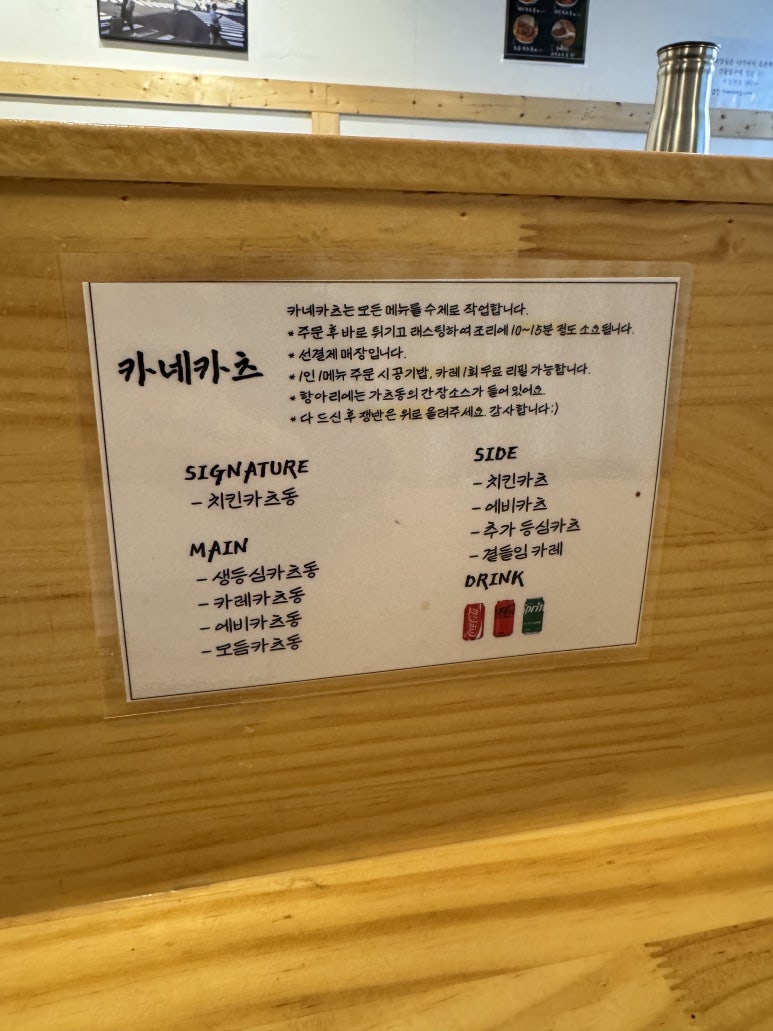 카네카츠는 모든 메뉴를 수제로 작업합니다.
* 주문 후 바로 튀기고 래스팅하여 조리에 10~15분 정도 소요됩니다.
* 선결제 매장입니다.
* 1인 1메뉴 주문 시 공기밥, 카레 1회 무료 리필 가능합니다.
* 항아리에는 가츠동의 간장소스가 들어있어요.
* 다 드신 후 쟁반은 위로 올려주세요. 감사합니다:)
카네카츠
SIGNATURE
- 치킨카츠동
MAIN
- 생등심카츠동
- 카레카츠동
- 에비카츠동
- 모듬카츠동
SIDE
- 치킨카츠
- 에비카츠
- 추가 등심카츠
- 곁들임 카레
DRINK
Coca-Cola
Sprite